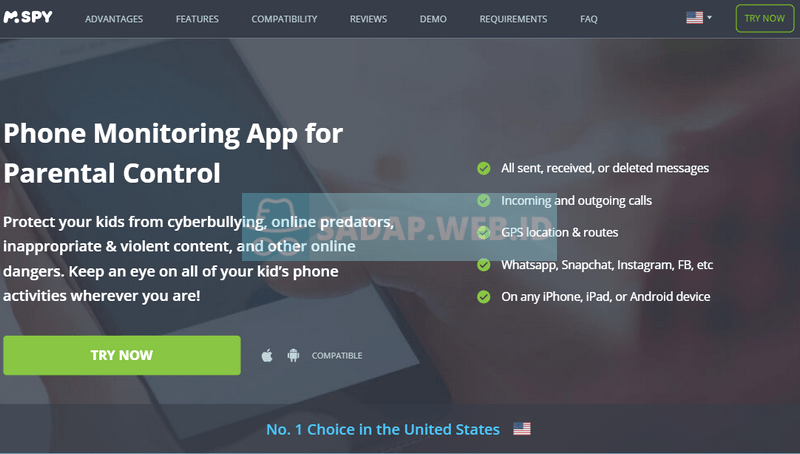 mSPY
ADVANTAGES
FEATURES
COMPATIBILITY
REVIEWS
DEMO
REQUIREMENTS
FAQ
TRY NOW
Phone Monitoring App for
Parental Control
Protect your kids from cyberbullying, online predators,
inappropriate & violent content, and other online
dangers. Keep an eye on all of your kid’s phone
activities wherever you are!
All sent, received, or deleted messages
Incoming and outgoing calls
GPS location & routes
Whatsapp, Snapchat, Instagram, FB, etc
On any iPhone, iPad, or Android device
SADAP.WEB.ID
TRY NOW
COMPATIBLE
No. 1 Choice in the United States